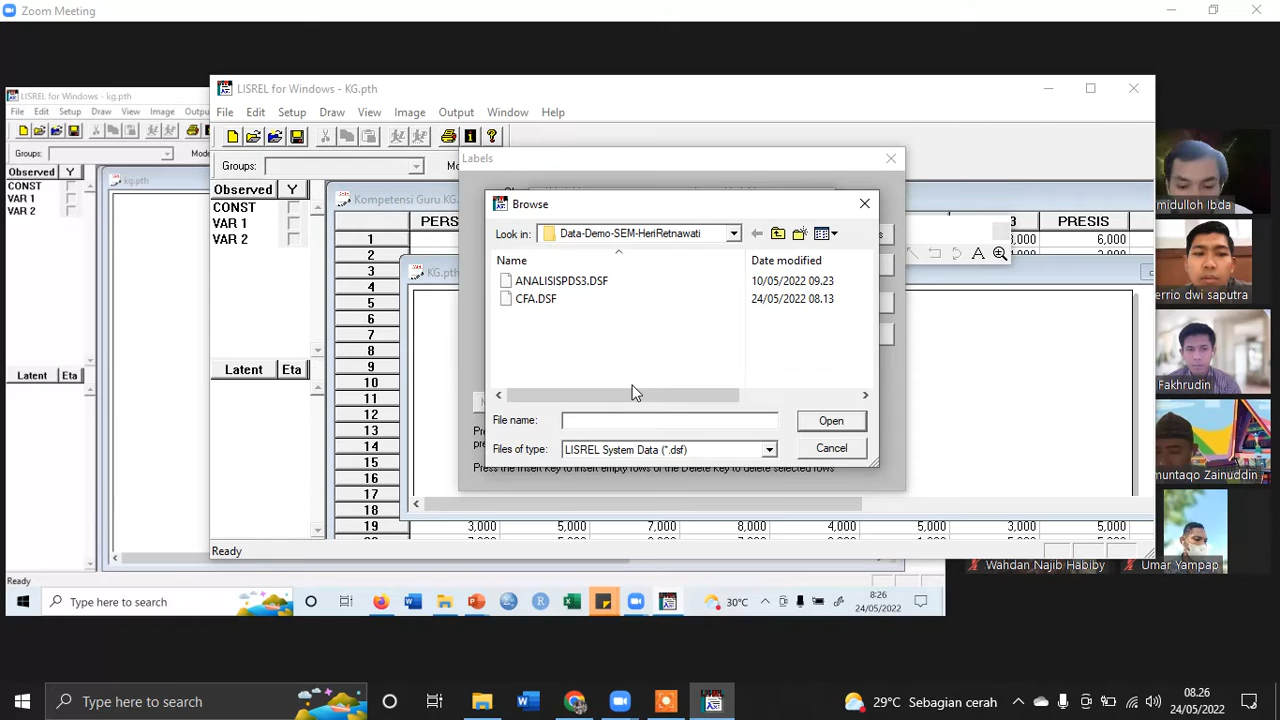 Zoom Meeting
LISREL for Windows - kg.pth
File Edit Setup Draw View Image Outpu
Groups: Mode
Observed Y
CONST
VAR 1
VAR 2
kg.pth
Latent Eta
Ready
LISREL for Windows - KG.pth
File Edit Setup Draw View Image Output Window Help
Groups:
Observed Y
CONST
VAR 1
VAR 2
Latent Eta
Kompetensi Guru KG.
PERS
PRESIS
1
2
3
4
5
6
7
8
9
10
11
12
13
14
15
16
17
18
19
3,000 6,000
KG.pth
3,000 5,000 7,000 8,000 4,000 5,000 3,000 5,000
Ready
Labels
Press the Insert Key to insert empty rows or the Delete Key to delete selected rows
Browse
Look in: Data-Demo-SEM-HeriRetnawati
Name Date modified
ANALISISPDS3.DSF 10/05/2022 09.23
CFA.DSF 24/05/2022 08.13
File name: Open
Files of type: LISREL System Data (*.dsf) Cancel
midulloh Ibda
errio dwi saputra
Fakhrudin
muntaqo Zainuddin
Wahdan Najib Habiby
Umar Yampap
Type here to search
30°C
8:26
24/05/2022
Type here to search
29°C Sebagian cerah
08.26
24/05/2022